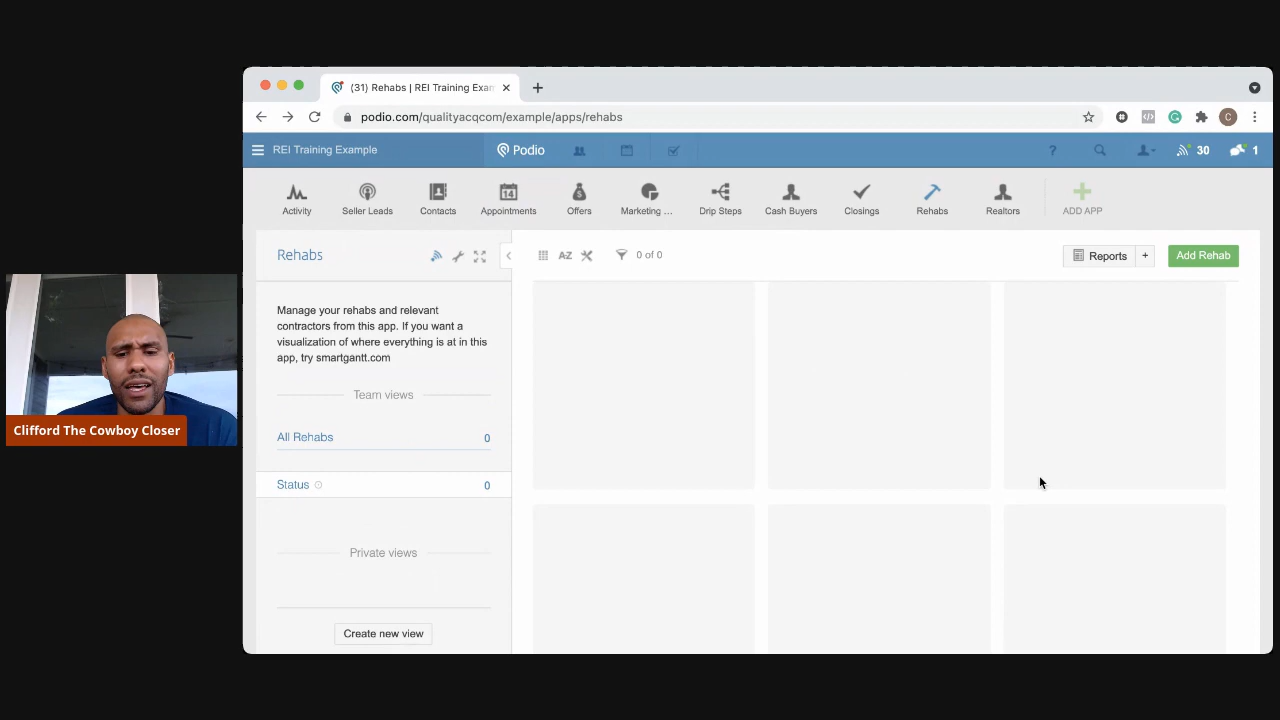 (31) Rehabs | REI Training Exam
podio.com/qualityacqcom/example/apps/rehabs
C
REI Training Example
Podio
?
30
1
Activity
Seller Leads
Contacts
14
Appointments
$
Offers
Marketing ...
Drip Steps
Cash Buyers
Closings
Rehabs
Realtors
ADD APP
Rehabs
A-Z
0 of 0
Reports
+
Add Rehab
Manage your rehabs and relevant
contractors from this app. If you want a
visualization of where everything is at in this
app, try smartgantt.com
Team views
All Rehabs 0
Status 0
Private views
Create new view
Clifford The Cowboy Closer